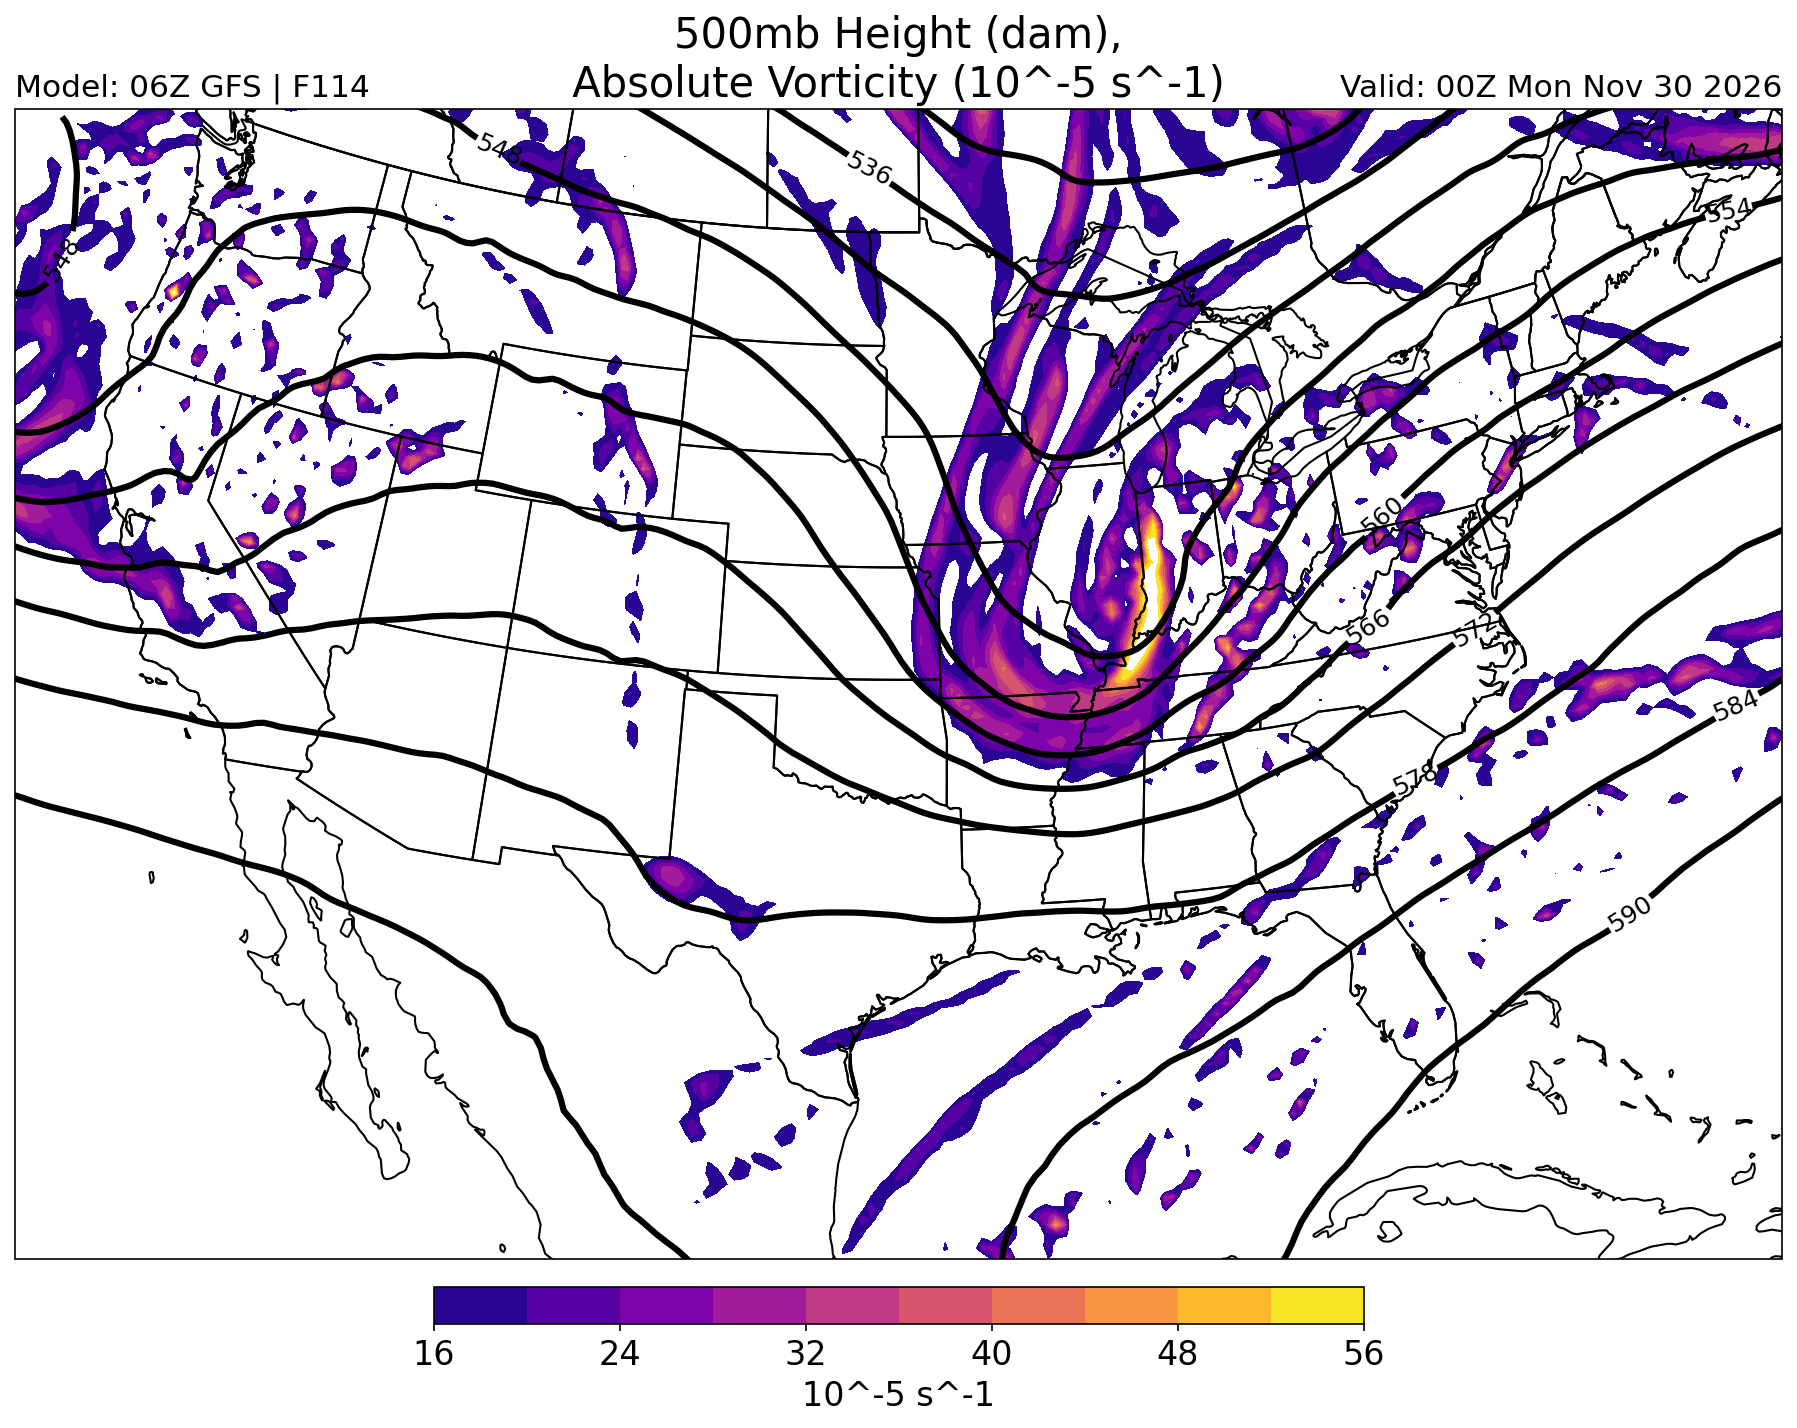 500mb Height (dam),
Absolute Vorticity (10^-5 s^-1)
Model: 06Z GFS | F114
Valid: 00Z Mon Nov 30 2026
548
536
554
548
560
566
572
584
578
590
16 24 32 40 48 56
10^-5 s^-1